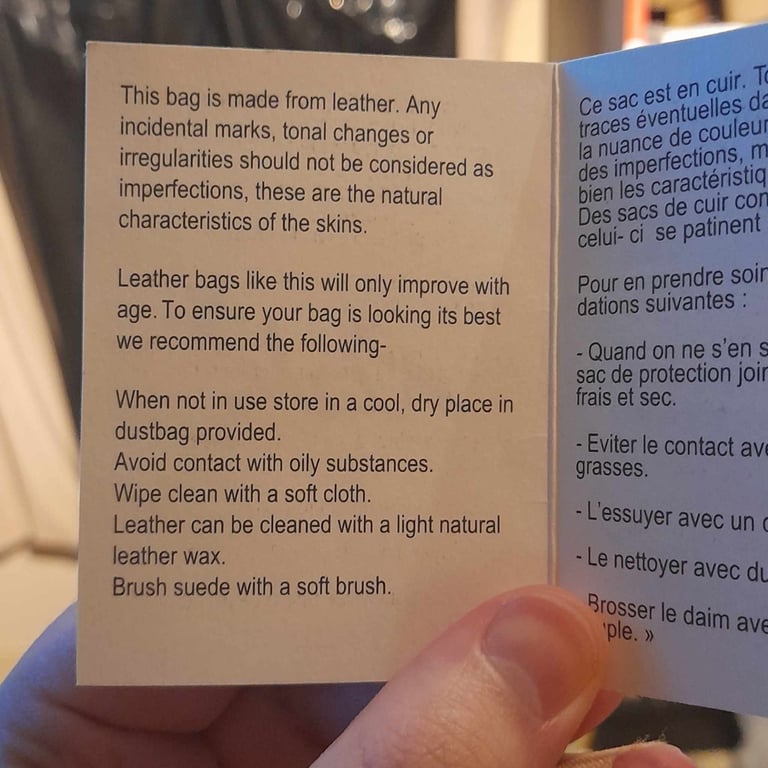 This bag is made from leather. Any
incidental marks, tonal changes or
irregularities should not be considered as
imperfections, these are the natural
characteristics of the skins.
Leather bags like this will only improve with
age. To ensure your bag is looking its best
we recommend the following-
When not in use store in a cool, dry place in
dustbag provided.
Avoid contact with oily substances.
Wipe clean with a soft cloth.
Leather can be cleaned with a light natural
leather wax.
Brush suede with a soft brush.
Ce sac est en cuir.
traces éventuelles
la nuance de couleur
des imperfections,
bien les
Des sacs de cuir
celui- ci se patinent
Pour en prendre
dations suivantes :
- Quand on ne s'en
sac de protection
frais et sec.
- Eviter le contact
grasses.
- L'essuyer avec un
- Le nettoyer avec du
Brosser le daim